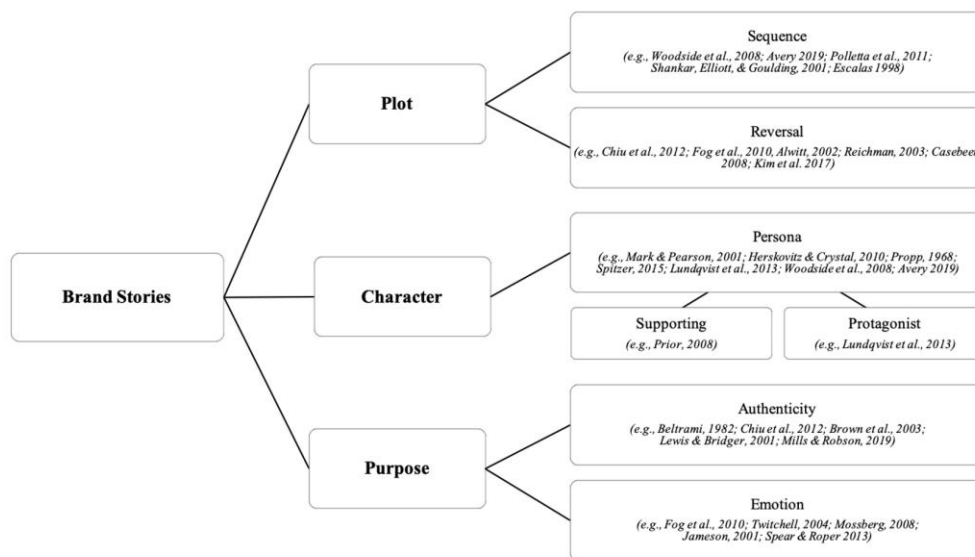 Sequence
(e.g., Woodside et al., 2008; Avery 2019; Polletta et al., 2011;
Shankar, Elliott, & Goulding, 2001; Escalas 1998)
Plot
Reversal
(e.g., Chiu et al., 2012; Fog et al., 2010, Alwitt, 2002; Reichman, 2003; Casebeer
2008; Kim et al. 2017)
Persona
(e.g., Mark & Pearson, 2001; Herskovitz & Crystal, 2010; Propp, 1968;
Spitzer, 2015; Lundqvist et al., 2013; Woodside et al., 2008; Avery 2019)
Brand Stories
Character
Supporting
(e.g., Prior, 2008)
Protagonist
(e.g., Lundqvist et al., 2013)
Authenticity
(e.g., Beltrami, 1982; Chiu et al., 2012; Brown et al., 2003;
Lewis & Bridger, 2001; Mills & Robson, 2019)
Purpose
Emotion
(e.g., Fog et al., 2010; Twitchell, 2004; Mossberg, 2008;
Jameson, 2001; Spear & Roper 2013)